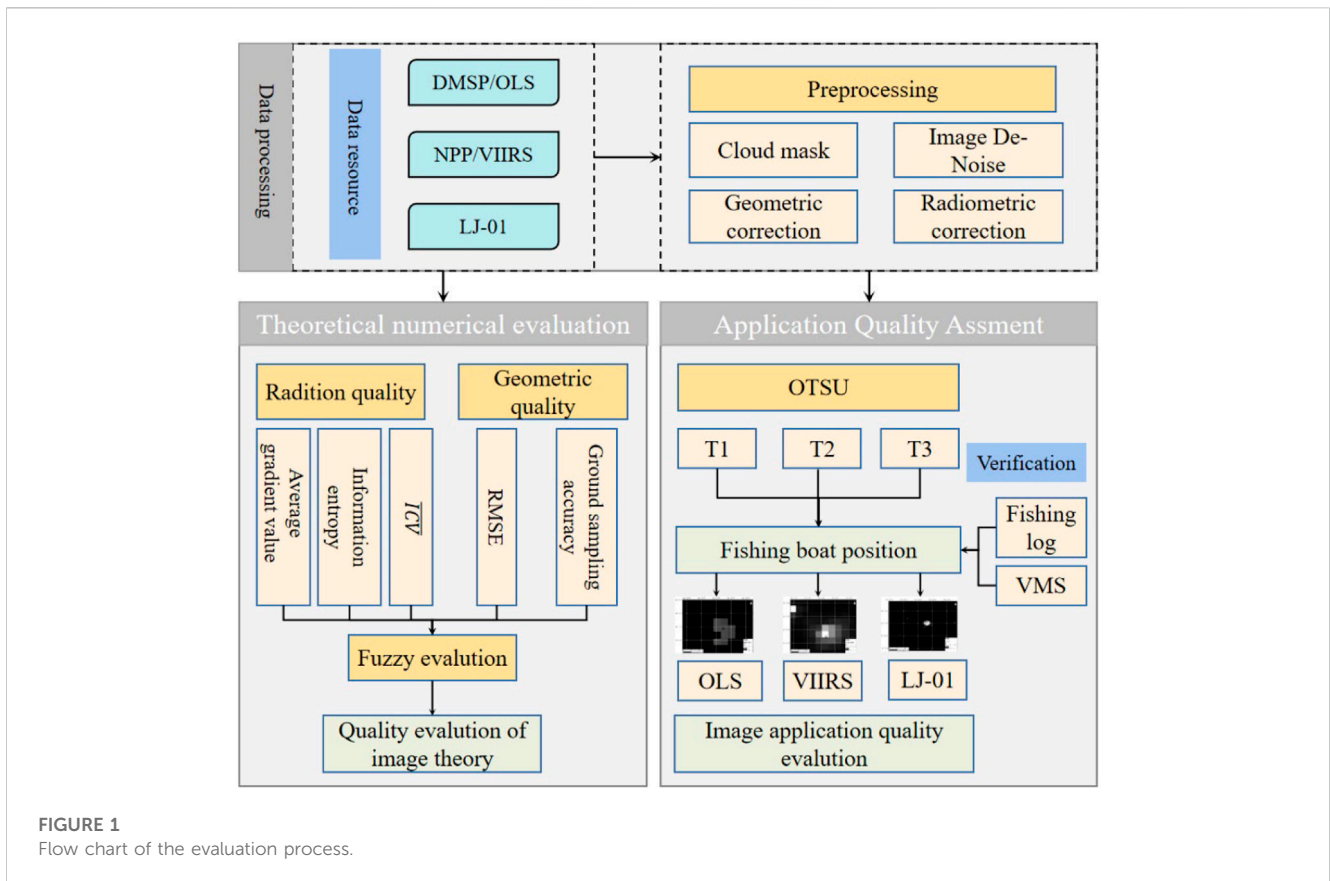 Data processing
Data resource
DMSP/OLS
NPP/VIIRS
LJ-01
Preprocessing
Cloud mask
Image De-
Noise
Geometric
correction
Radiometric
correction
Theoretical numerical evaluation
Radition quality
Geometric
quality
Average
gradient value
Information
entropy
ICV
RMSE
Ground sampling
accuracy
Fuzzy evalution
Quality evalution of
image theory
Application Quality Assment
OTSU
T1
T2
T3
Verification
Fishing boat position
Fishing
log
VMS
OLS
VIIRS
LJ-01
Image application quality
evalution
FIGURE 1
Flow chart of the evaluation process.